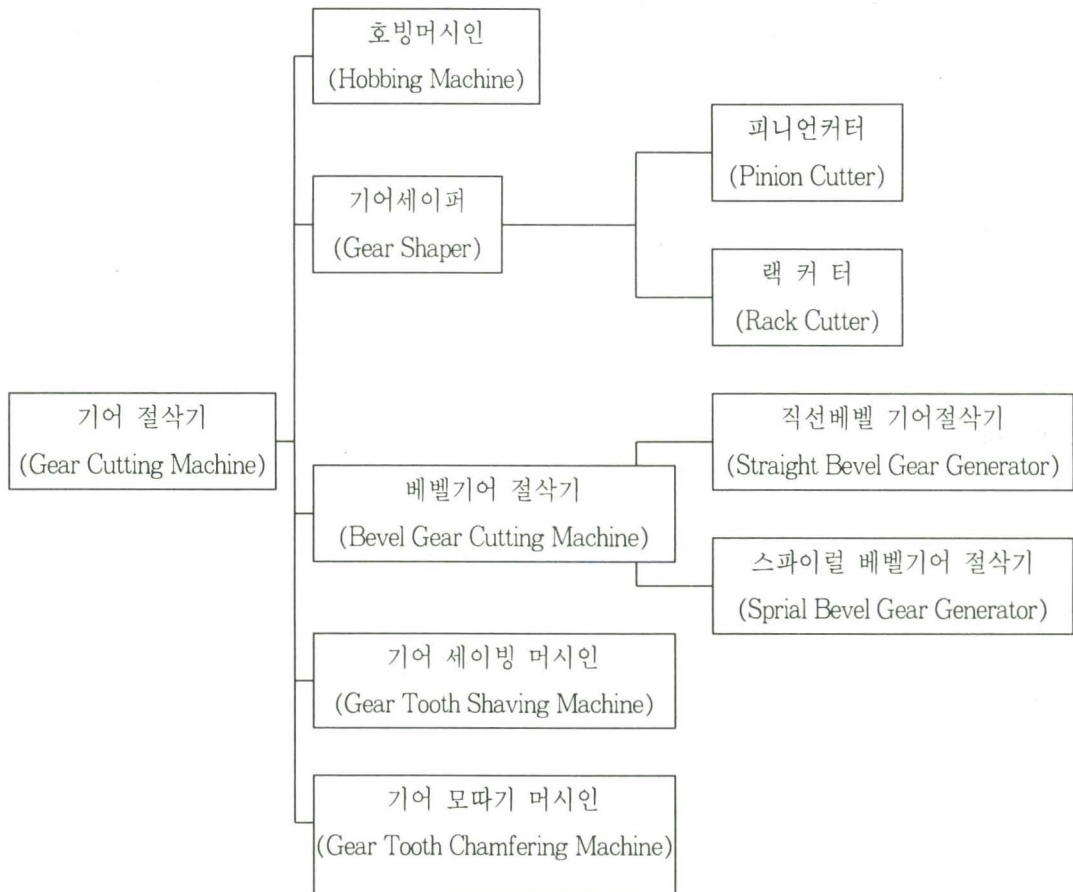 호빙머시인
(Hobbing Machine)
피니언커터
(Pinion Cutter)
기어세이퍼
(Gear Shaper)
랙 커 터
(Rack Cutter)
기어 절삭기
(Gear Cutting Machine)
직선베벨 기어절삭기
(Straight Bevel Gear Generator)
베벨기어 절삭기
(Bevel Gear Cutting Machine)
스파이럴 베벨기어 절삭기
(Sprial Bevel Gear Generator)
기어 세이빙 머시인
(Gear Tooth Shaving Machine)
기어 모따기 머시인
(Gear Tooth Chamfering Machine)